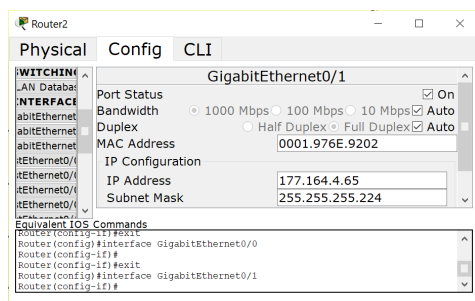 Router2
Physical Config CLI
GigabitEthernet0/1
Port Status On
Bandwidth 1000 Mbps 100 Mbps 10 Mbps Auto
Duplex Half Duplex Full Duplex Auto
MAC Address 0001.976E.9202
IP Configuration
IP Address 177.164.4.65
Subnet Mask 255.255.255.224
Equivalent IOS Commands
Router(config-if)#exit
Router(config)#interface GigabitEthernet0/0
Router(config-if)#
Router(config-if)#exit
Router(config)#interface GigabitEthernet0/1
Router(config-if)#